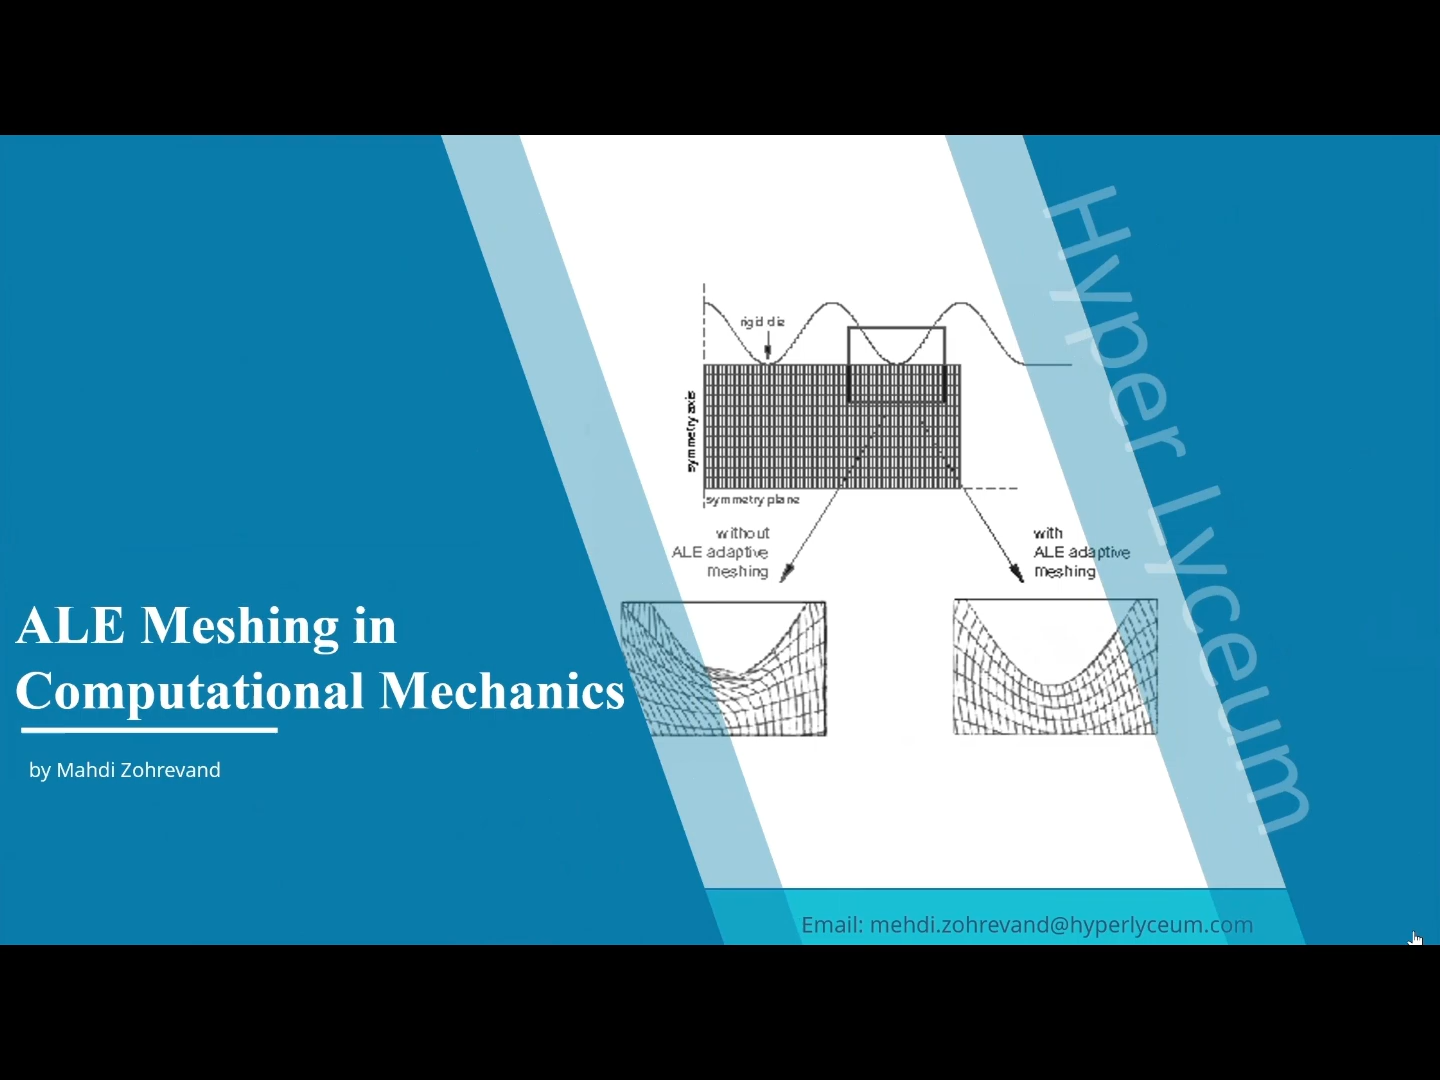 Hyper Lyceum
rigid die
symmetry axis
symmetry plane
without
ALE adaptive
meshing
with
ALE adaptive
meshing
ALE Meshing in
Computational Mechanics
by Mahdi Zohrevand
Email: mehdi.zohrevand@hyperlyceum.com